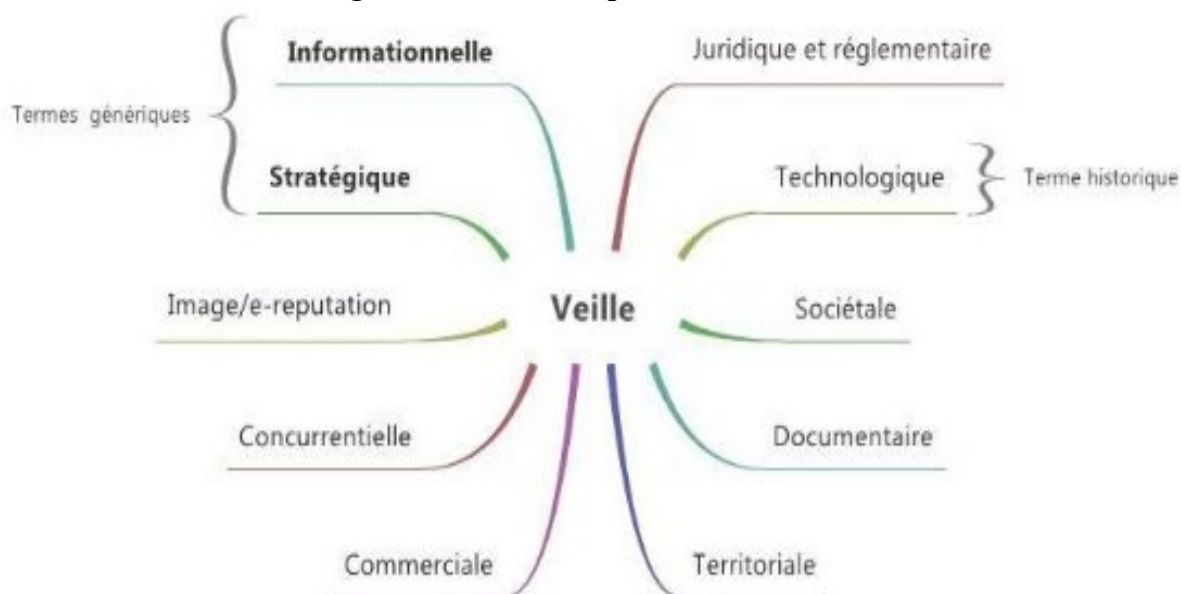 Informationnelle
Juridique et réglementaire
Termes génériques
Stratégique
Technologique
Terme historique
Image/e-reputation
Veille
Sociétale
Concurrentielle
Documentaire
Commerciale
Territoriale